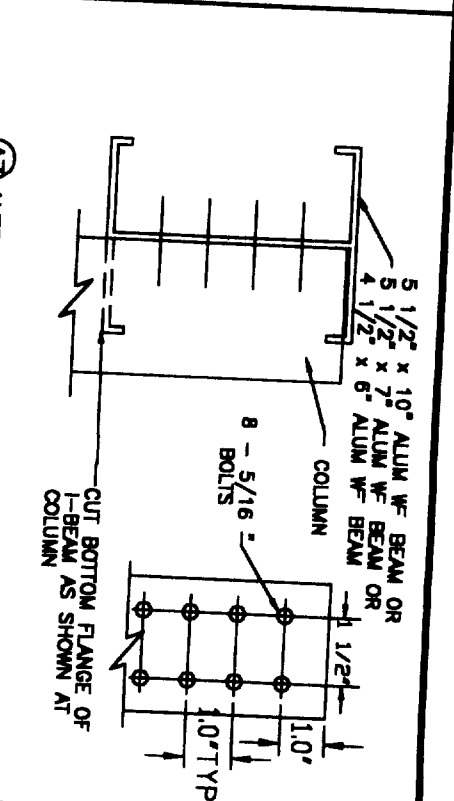 5 1/2" x 10" ALUM WF BEAM OR
5 1/2" x 7" ALUM WF BEAM OR
4 1/2" x 6" ALUM WF BEAM
COLUMN
8 - 5/16 "
BOLTS
1 1/2"
1.0"
1.0"TYP
CUT BOTTOM FLANGE OF
I-BEAM AS SHOWN AT
COLUMN